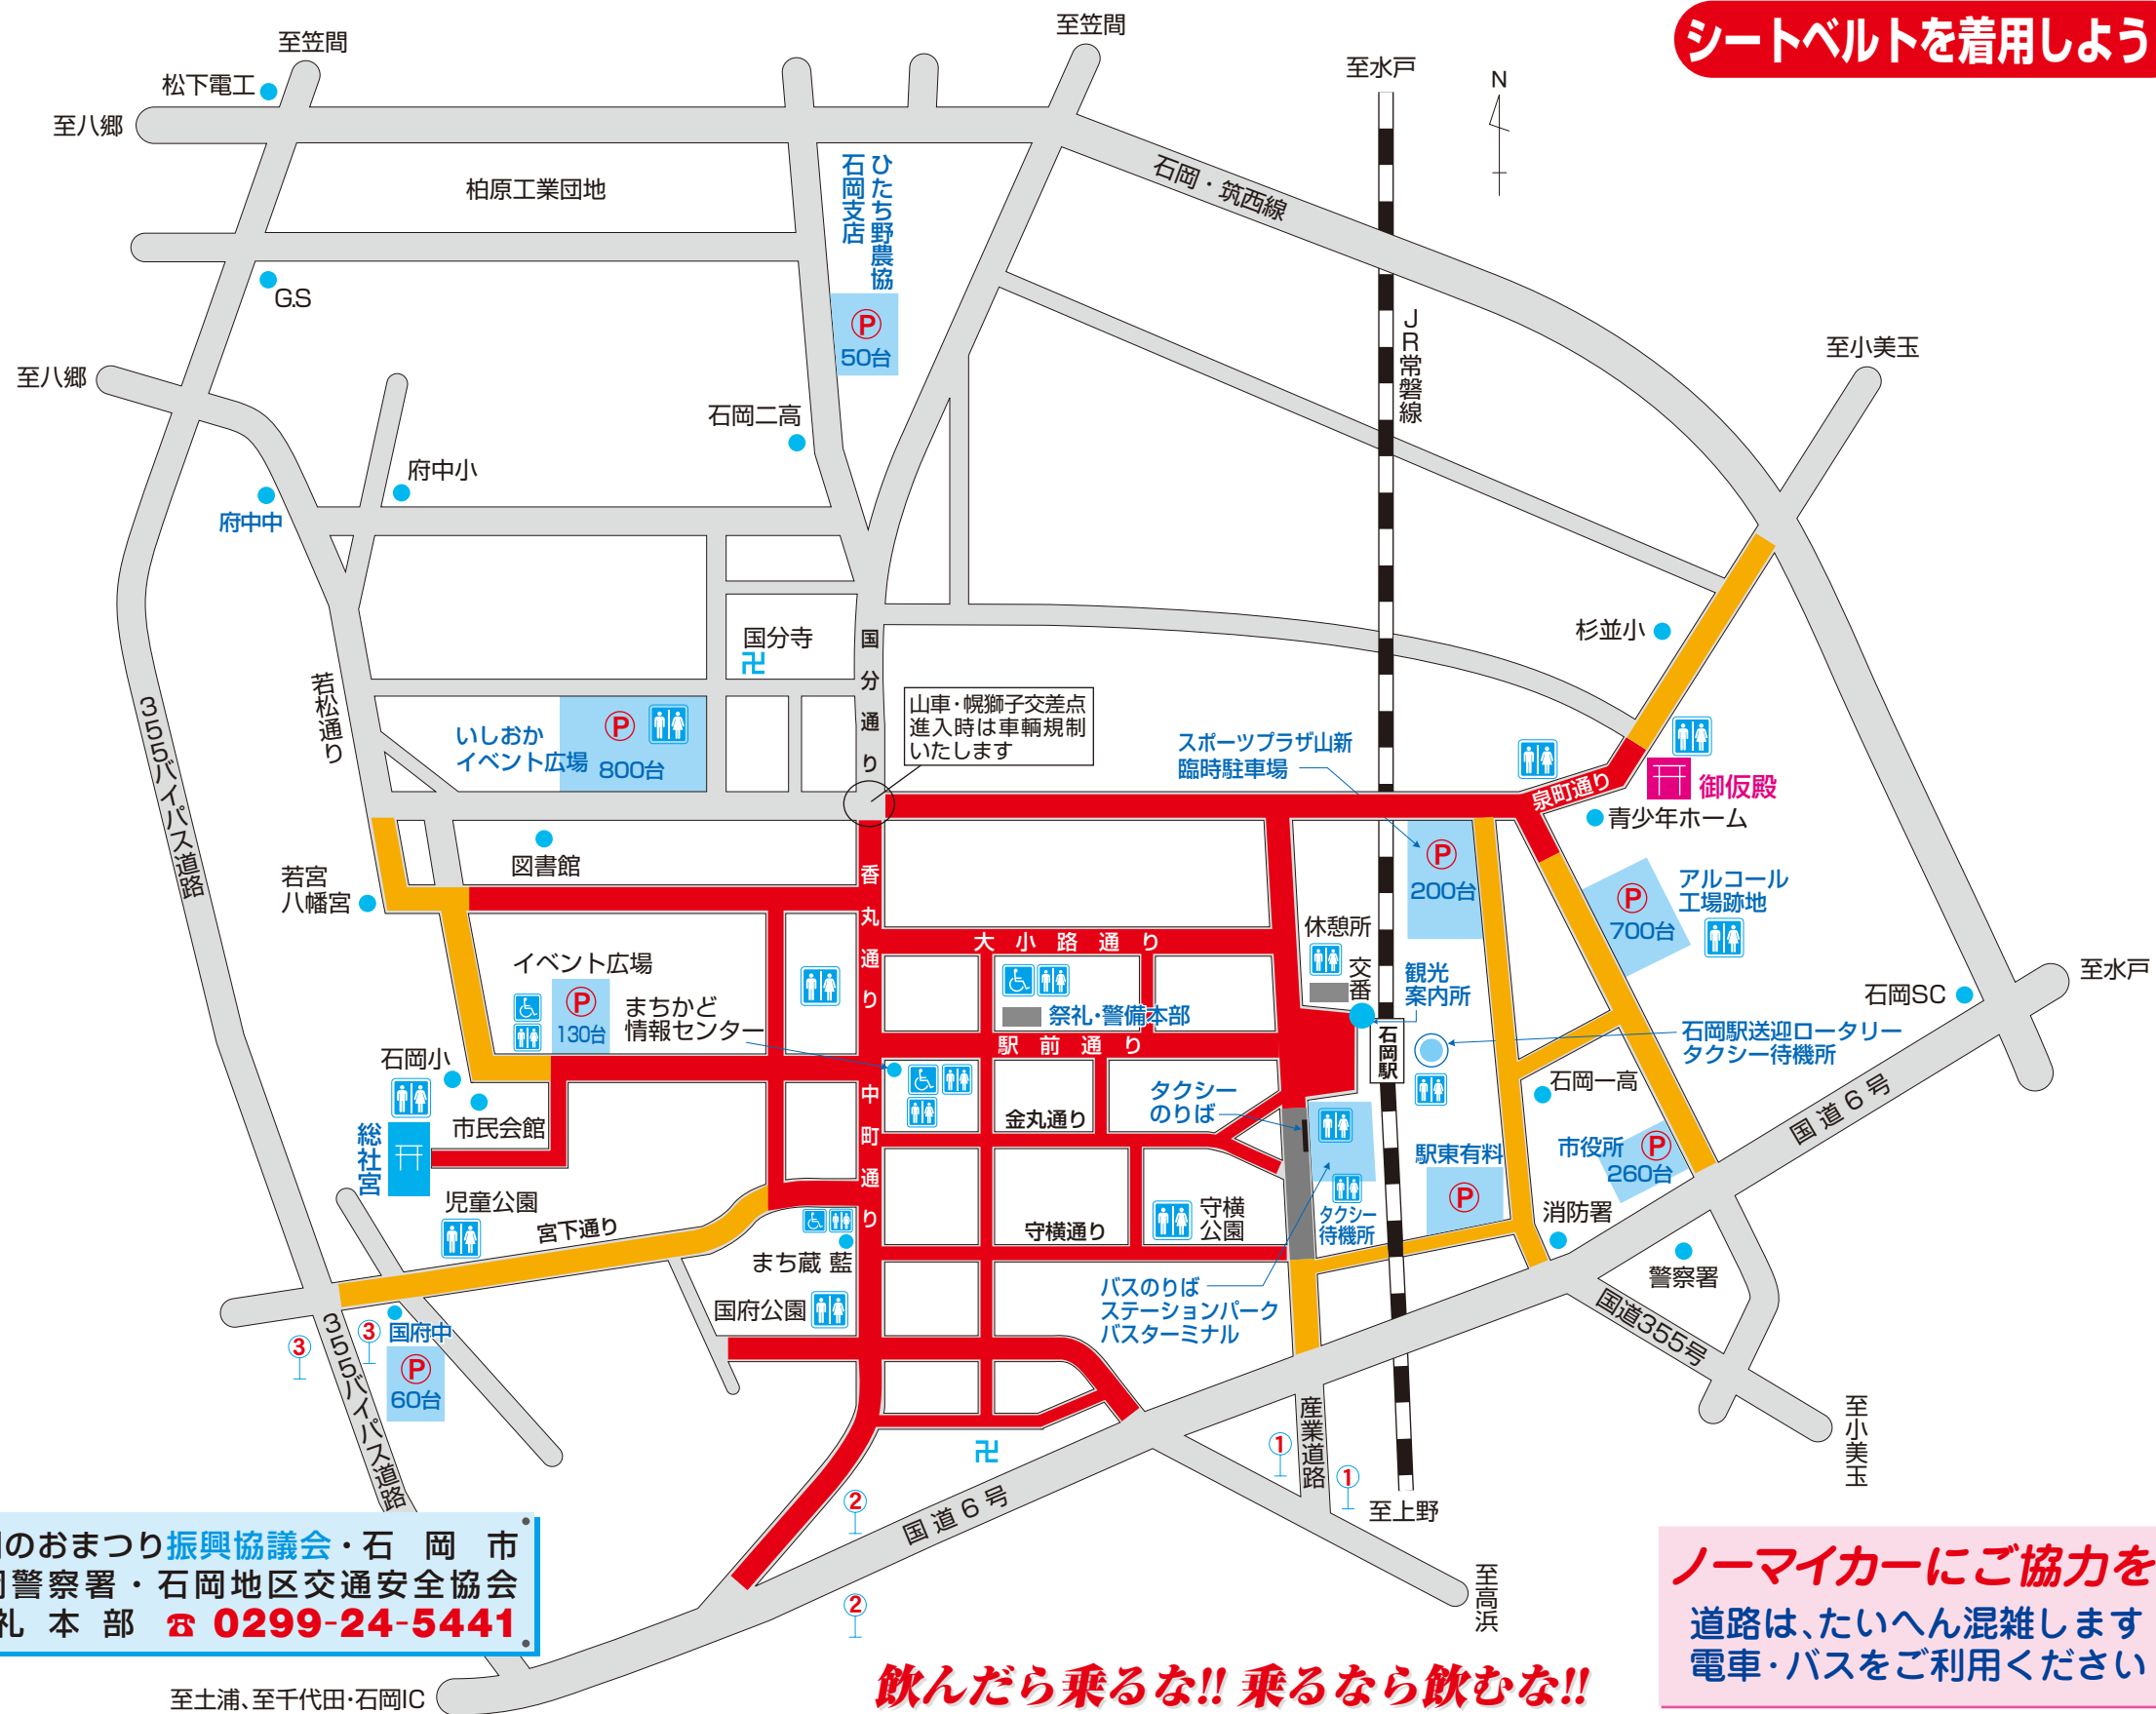 シートベルトを着用しよう
至笠間
至笠間
至水戸
N
松下電工
至八郷
柏原工業団地
ひたち野農協
石岡支店
石岡・筑西線
G.S
P
50台
JR常磐線
至小美玉
至八郷
石岡二高
府中小
府中中
杉並小
国分寺
国分通り
若松通り
355バイパス道路
山車・幌獅子交差点
進入時は車輌規制
いたします
いしおか
イベント広場
P
800台
スポーツプラザ山新
臨時駐車場
泉町通り
御仮殿
青少年ホーム
図書館
若宮
八幡宮
香丸通り
P
200台
アルコール
工場跡地
P
700台
大小路通り
休憩所
交番
観光
案内所
イベント広場
P
130台
まちかど
情報センター
祭礼・警備本部
駅前通り
石岡駅
石岡SC
至水戸
石岡駅送迎ロータリー
タクシー待機所
石岡小
市民会館
総社宮
中町通り
金丸通り
タクシー
のりば
石岡一高
国道6号
市役所
P
260台
駅東有料
P
児童公園
宮下通り
守横通り
守横
公園
タクシー
待機所
消防署
警察署
まち蔵 藍
国府公園
バスのりば
ステーションパーク
バスターミナル
国道355号
3
3
国府中
P
60台
355バイパス道路
産業道路
1
1
至小美玉
至上野
2
国道6号
2
至高浜
のおまつり振興協議会・石岡市
警察署・石岡地区交通安全協会
礼本部 ☎ 0299-24-5441
ノーマイカーにご協力を
道路は、たいへん混雑します
電車・バスをご利用ください
飲んだら乗るな!! 乗るなら飲むな!!
至土浦、至千代田・石岡IC